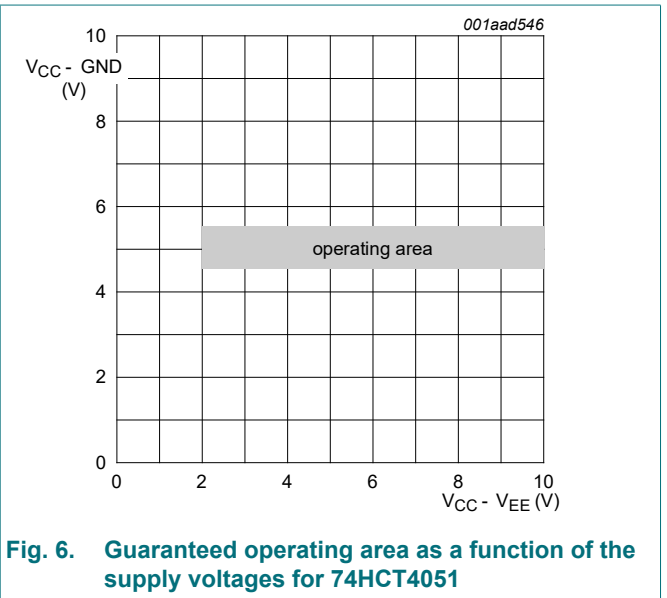 001aad546
10
VCC - GND
(V)
8
6
operating area
4
2
0
0 2 4 6 8 10
VCC - VEE (V)
Fig. 6. Guaranteed operating area as a function of the
supply voltages for 74HCT4051